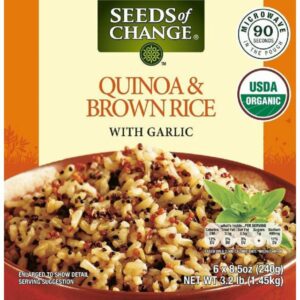 SEEDS of
CHANGE®
™
MICROWAVE
90
SECONDS
IN THE POUCH
QUINOA &
BROWN RICE
WITH GARLIC
USDA
ORGANIC
ENLARGED TO SHOW DETAIL
SERVING SUGGESTION
6 x 8.5oz (240g)
NET WT. 3.2 lb. (1.45kg)